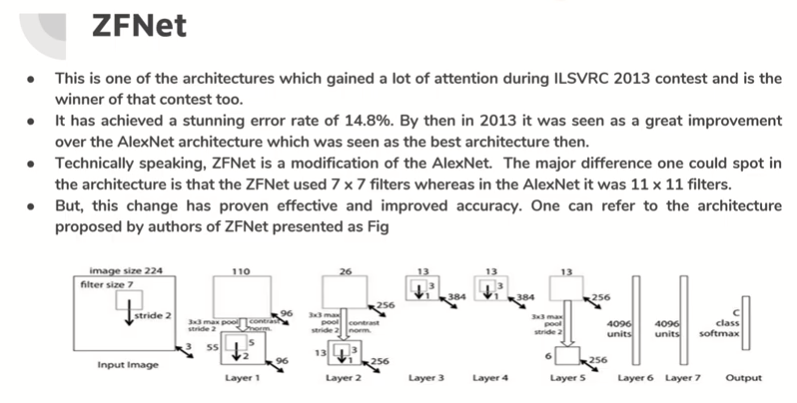 ZFNet
• This is one of the architectures which gained a lot of attention during ILSVRC 2013 contest and is the
winner of that contest too.
• It has achieved a stunning error rate of 14.8%. By then in 2013 it was seen as a great improvement
over the AlexNet architecture which was seen as the best architecture then.
• Technically speaking, ZFNet is a modification of the AlexNet. The major difference one could spot in
the architecture is that the ZFNet used 7 x 7 filters whereas in the AlexNet it was 11 x 11 filters.
• But, this change has proven effective and improved accuracy. One can refer to the architecture
proposed by authors of ZFNet presented as Fig
image size 224
filter size 7
stride 2
3
Input Image
110
96
3x3 max pool
stride 2
contrast
norm.
55
5
2
96
Layer 1
26
256
3x3 max
pool
stride 2
contrast
norm.
13
3
1
256
Layer 2
13
3
1
384
Layer 3
13
3
1
384
Layer 4
13
256
3x3 max
pool
stride 2
6
256
Layer 5
4096
units
Layer 6
4096
units
Layer 7
C
class
softmax
Output